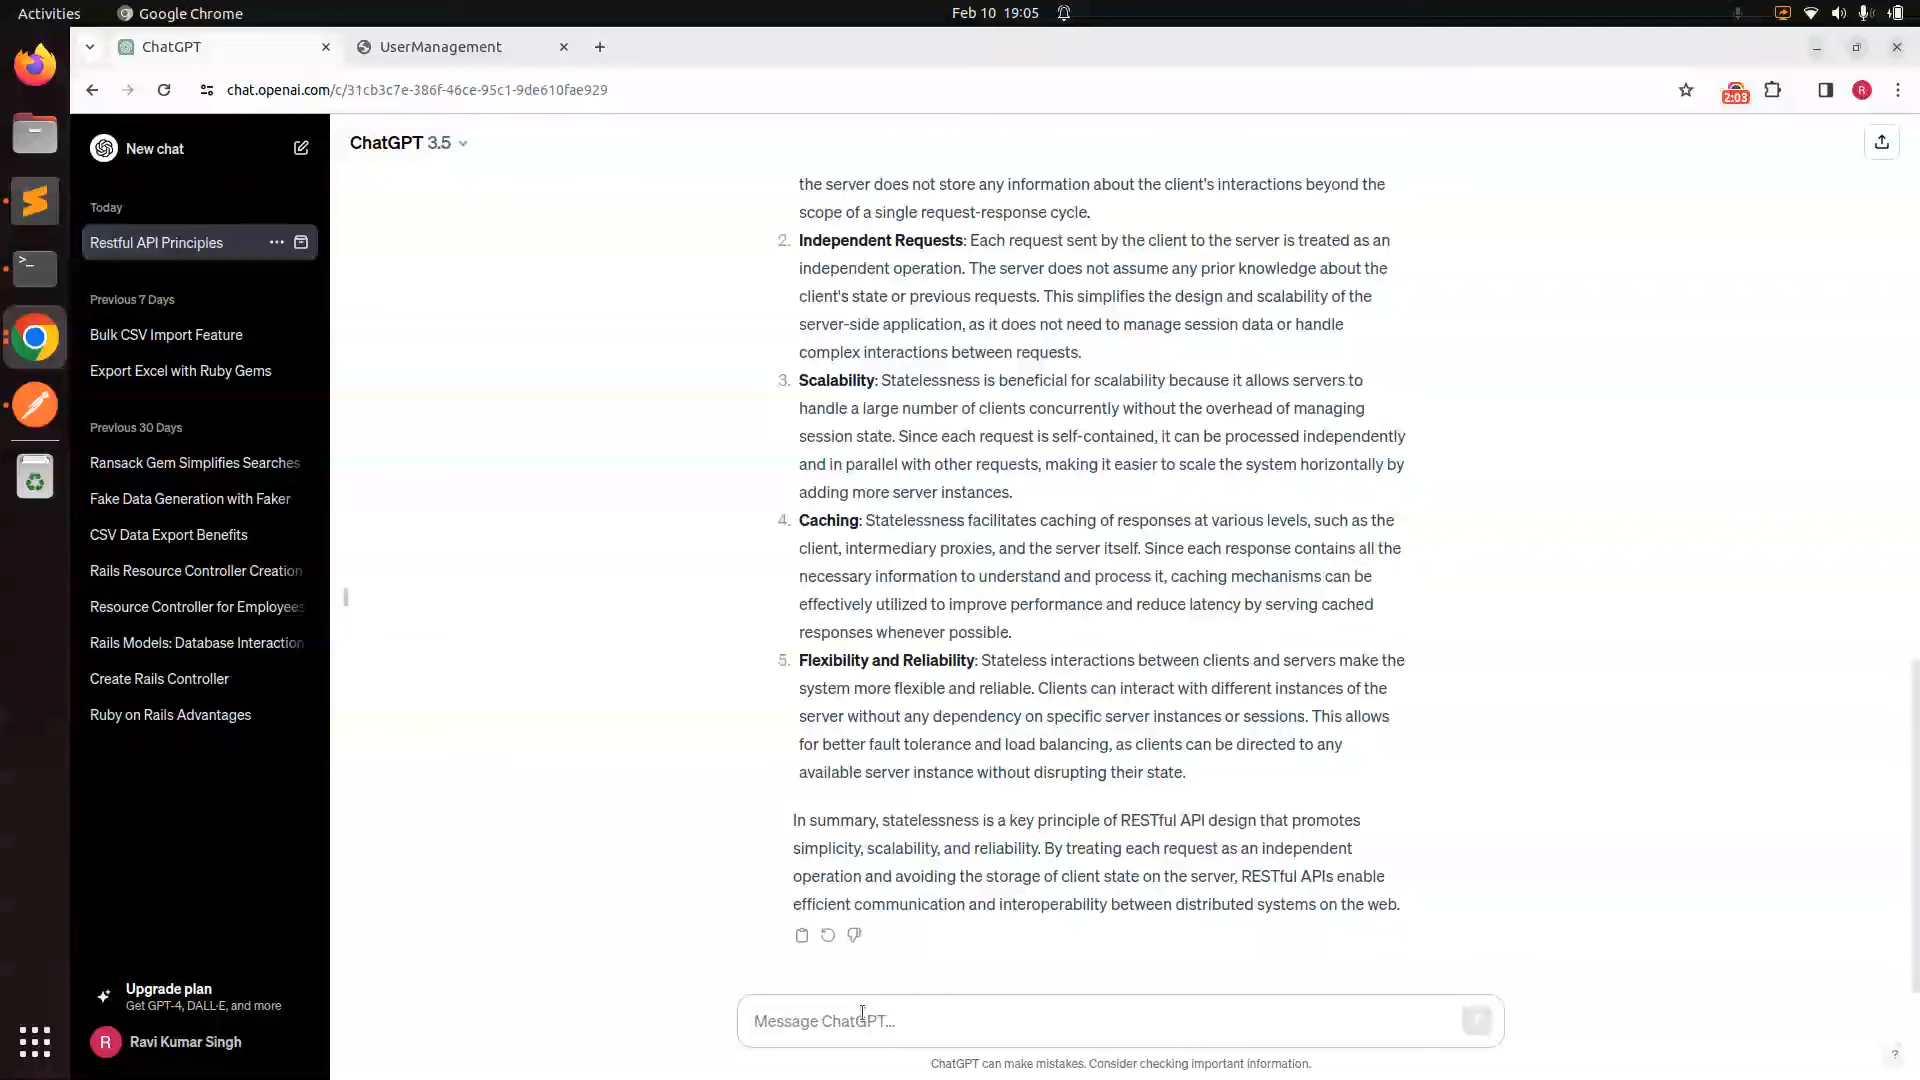 Activities
Google Chrome
Feb 10 19:05
ChatGPT
UserManagement
chat.openai.com/c/31cb3c7e-386f-46ce-95c1-9de610fae929
2:03
R
New chat
Today
Restful API Principles
Previous 7 Days
Bulk CSV Import Feature
Export Excel with Ruby Gems
Previous 30 Days
Ransack Gem Simplifies Searches
Fake Data Generation with Faker
CSV Data Export Benefits
Rails Resource Controller Creation
Resource Controller for Employees
Rails Models: Database Interaction
Create Rails Controller
Ruby on Rails Advantages
Upgrade plan
Get GPT-4, DALL·E, and more
R
Ravi Kumar Singh
ChatGPT 3.5
the server does not store any information about the client's interactions beyond the
scope of a single request-response cycle.
2. Independent Requests: Each request sent by the client to the server is treated as an
independent operation. The server does not assume any prior knowledge about the
client's state or previous requests. This simplifies the design and scalability of the
server-side application, as it does not need to manage session data or handle
complex interactions between requests.
3. Scalability: Statelessness is beneficial for scalability because it allows servers to
handle a large number of clients concurrently without the overhead of managing
session state. Since each request is self-contained, it can be processed independently
and in parallel with other requests, making it easier to scale the system horizontally by
adding more server instances.
4. Caching: Statelessness facilitates caching of responses at various levels, such as the
client, intermediary proxies, and the server itself. Since each response contains all the
necessary information to understand and process it, caching mechanisms can be
effectively utilized to improve performance and reduce latency by serving cached
responses whenever possible.
5. Flexibility and Reliability: Stateless interactions between clients and servers make the
system more flexible and reliable. Clients can interact with different instances of the
server without any dependency on specific server instances or sessions. This allows
for better fault tolerance and load balancing, as clients can be directed to any
available server instance without disrupting their state.
In summary, statelessness is a key principle of RESTful API design that promotes
simplicity, scalability, and reliability. By treating each request as an independent
operation and avoiding the storage of client state on the server, RESTful APIs enable
efficient communication and interoperability between distributed systems on the web.
Message ChatGPT...
ChatGPT can make mistakes. Consider checking important information.
?